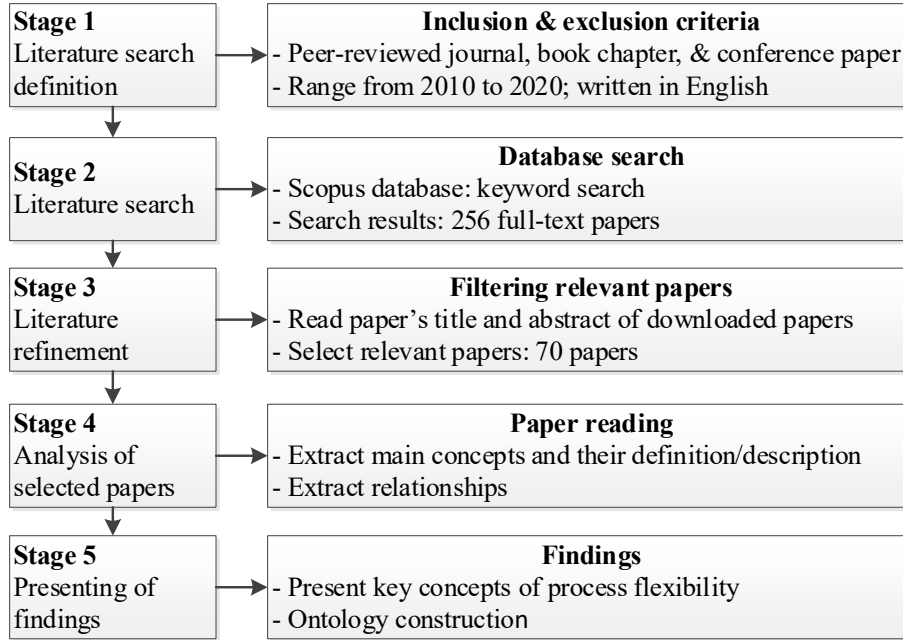 Stage 1
Literature search
definition
Inclusion & exclusion criteria
- Peer-reviewed journal, book chapter, & conference paper
- Range from 2010 to 2020; written in English
Stage 2
Literature search
Database search
- Scopus database: keyword search
- Search results: 256 full-text papers
Stage 3
Literature
refinement
Filtering relevant papers
- Read paper’s title and abstract of downloaded papers
- Select relevant papers: 70 papers
Stage 4
Analysis of
selected papers
Paper reading
- Extract main concepts and their definition/description
- Extract relationships
Stage 5
Presenting of
findings
Findings
- Present key concepts of process flexibility
- Ontology construction